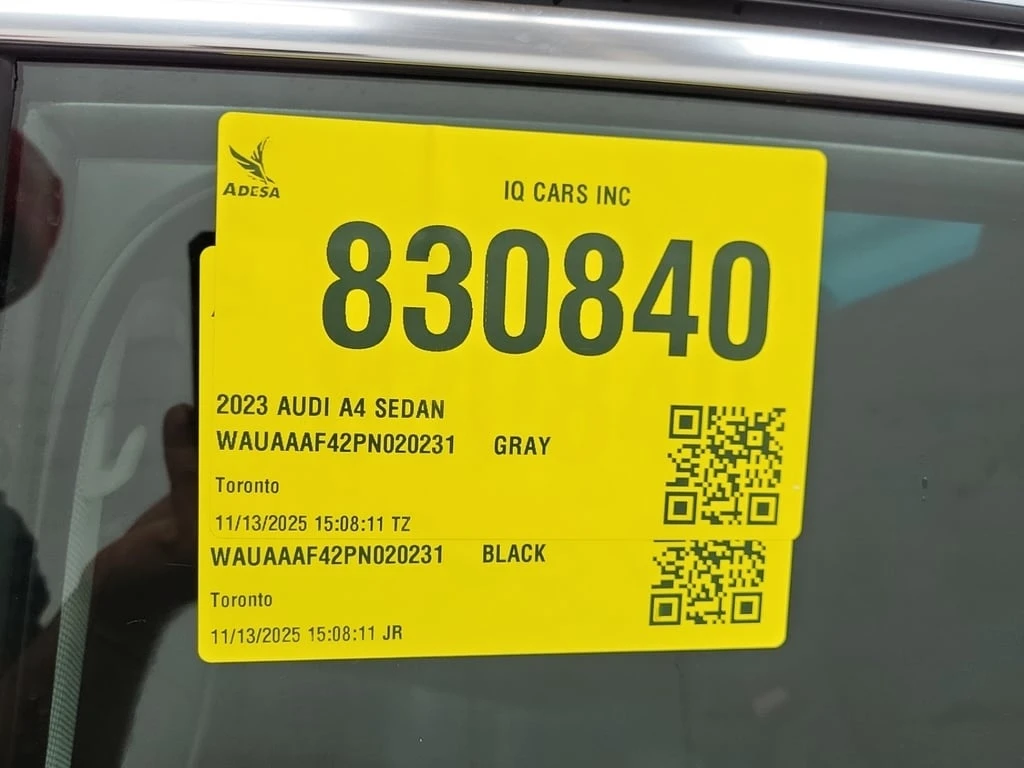 ADESA
IQ CARS INC
830840
2023 AUDI A4 SEDAN
WAUAAAF42PN020231 GRAY
Toronto
11/13/2025 15:08:11 TZ
WAUAAAF42PN020231 BLACK
Toronto
11/13/2025 15:08:11 JR